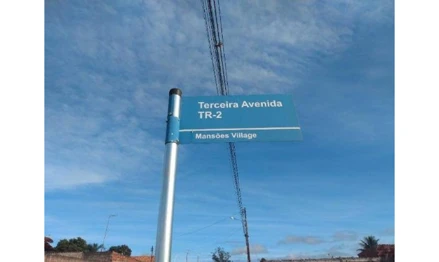 Terceira Avenida
TR-2
Mansões Village